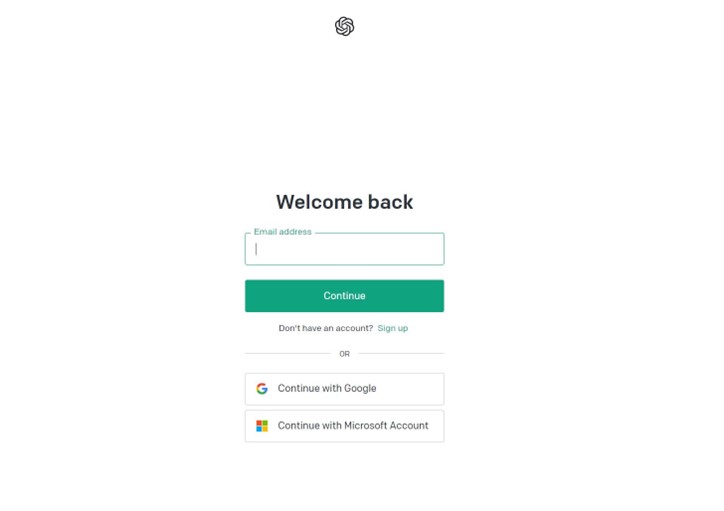 Welcome back
Email address
Continue
Don't have an account? Sign up
OR
Continue with Google
Continue with Microsoft Account